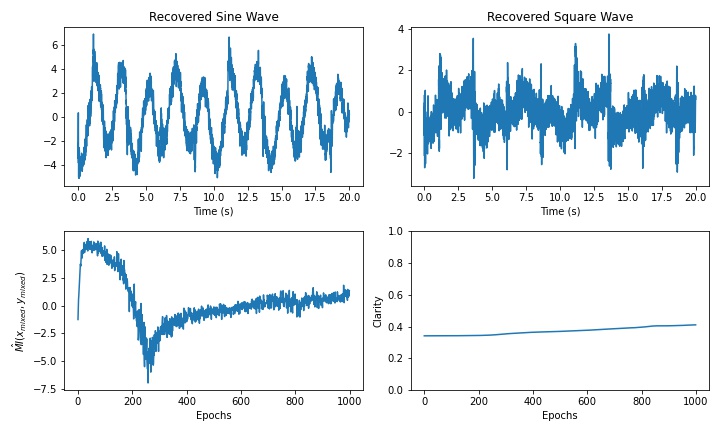 Recovered Sine Wave
6
4
2
0
−2
−4
0.0 2.5 5.0 7.5 10.0 12.5 15.0 17.5 20.0
Time (s)
Recovered Square Wave
4
2
0
−2
0.0 2.5 5.0 7.5 10.0 12.5 15.0 17.5 20.0
Time (s)
M̂I(x_mixed, y_mixed)
5.0
2.5
0.0
−2.5
−5.0
−7.5
0 200 400 600 800 1000
Epochs
Clarity
1.0
0.8
0.6
0.4
0.2
0.0
0 200 400 600 800 1000
Epochs